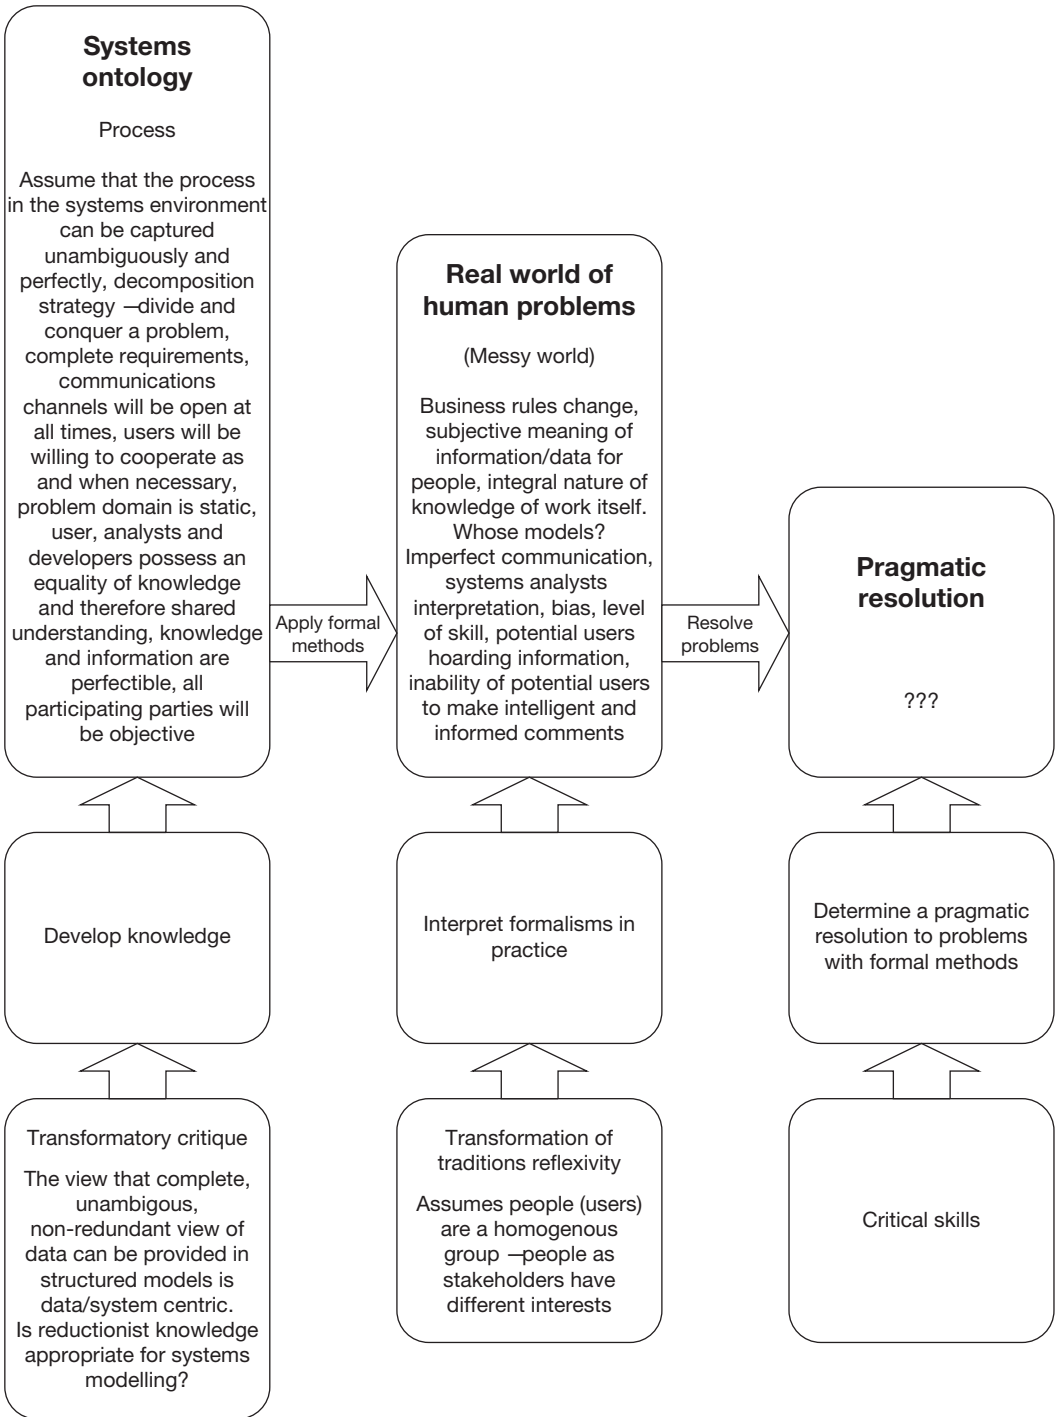 Systems
ontology
Process
Assume that the process
in the systems environment
can be captured
unambiguously and
perfectly, decomposition
strategy —divide and
conquer a problem,
complete requirements,
communications
channels will be open at
all times, users will be
willing to cooperate as
and when necessary,
problem domain is static,
user, analysts and
developers possess an
equality of knowledge
and therefore shared
understanding, knowledge
and information are
perfectible, all
participating parties will
be objective
Apply formal
methods
Real world of
human problems
(Messy world)
Business rules change,
subjective meaning of
information/data for
people, integral nature of
knowledge of work itself.
Whose models?
Imperfect communication,
systems analysts
interpretation, bias, level
of skill, potential users
hoarding information,
inability of potential users
to make intelligent and
informed comments
Resolve
problems
Pragmatic
resolution
???
Develop knowledge
Interpret formalisms in
practice
Determine a pragmatic
resolution to problems
with formal methods
Transformatory critique
The view that complete,
unambigous,
non-redundant view of
data can be provided in
structured models is
data/system centric.
Is reductionist knowledge
appropriate for systems
modelling?
Transformation of
traditions reflexivity
Assumes people (users)
are a homogenous
group —people as
stakeholders have
different interests
Critical skills